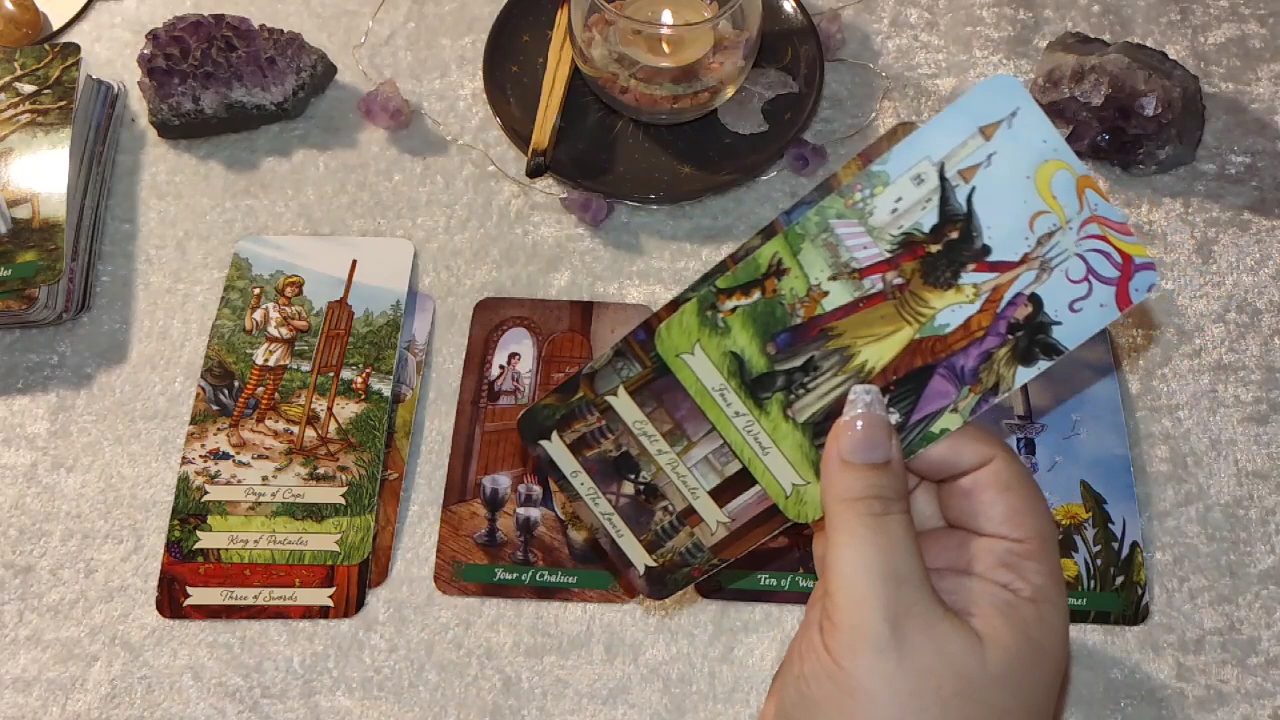 Page of Cups
King of Pentacles
Three of Swords
Four of Chalices
6 • The Lovers
Eight of Pentacles
Four of Wands
Ten of Wa